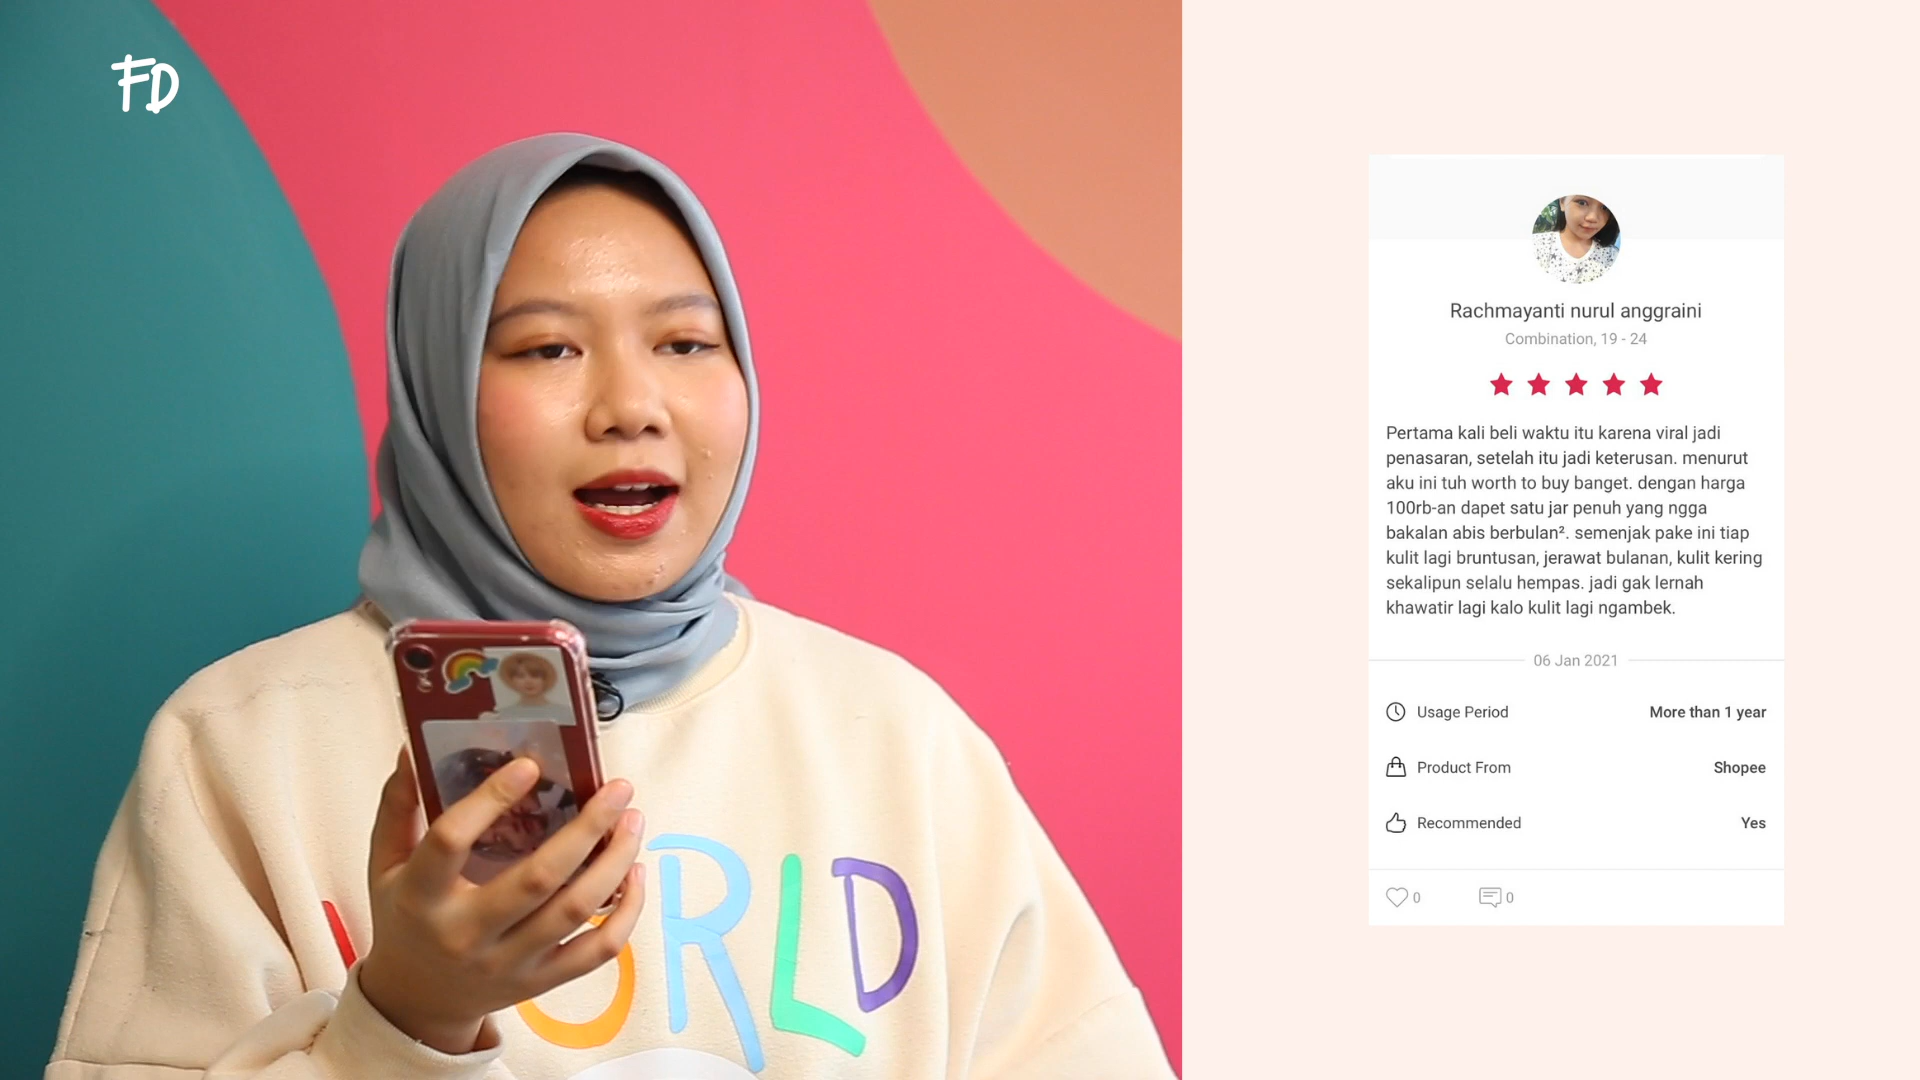 FD
WORLD
Rachmayanti nurul anggraini
Combination, 19 - 24
Pertama kali beli waktu itu karena viral jadi
penasaran, setelah itu jadi keterusan. menurut
aku ini tuh worth to buy banget. dengan harga
100rb-an dapet satu jar penuh yang ngga
bakalan abis berbulan². semenjak pake ini tiap
kulit lagi bruntusan, jerawat bulanan, kulit kering
sekalipun selalu hempas. jadi gak lernah
khawatir lagi kalo kulit lagi ngambek.
06 Jan 2021
Usage Period More than 1 year
Product From Shopee
Recommended Yes
0 0